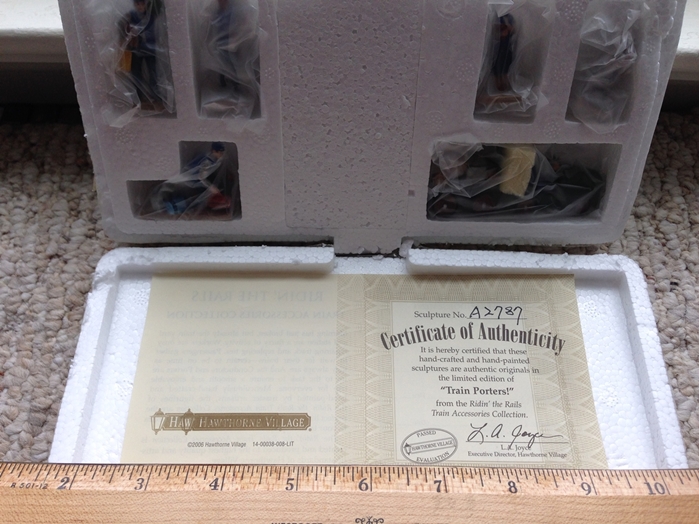 RIDIN' THE RAILS
Sculpture No. A2787
Certificate of Authenticity
It is hereby certified that these
hand-crafted and hand-painted
sculptures are authentic originals in
the limited edition of
"Train Porters!"
from the Ridin' the Rails
Train Accessories Collection.
HAWTHORNE VILLAGE
©2006 Hawthorne Village 14-00038-008-LIT
PASSED
HAWTHORNE VILLAGE
EVALUATION
L. A. Joyce
L. A. Joyce
Executive Director, Hawthorne Village
R 501-12 2 3 4 5 6 7 8 9 10